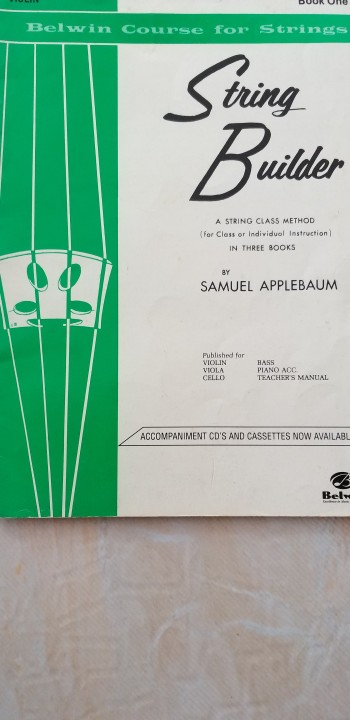 VIOLIN
Book One
Belwin Course for Strings
String
Builder
A STRING CLASS METHOD
(for Class or Individual Instruction)
IN THREE BOOKS
BY
SAMUEL APPLEBAUM
Published for
VIOLIN BASS
VIOLA PIANO ACC.
CELLO TEACHER'S MANUAL
ACCOMPANIMENT CD'S AND CASSETTES NOW AVAILABL
Belw